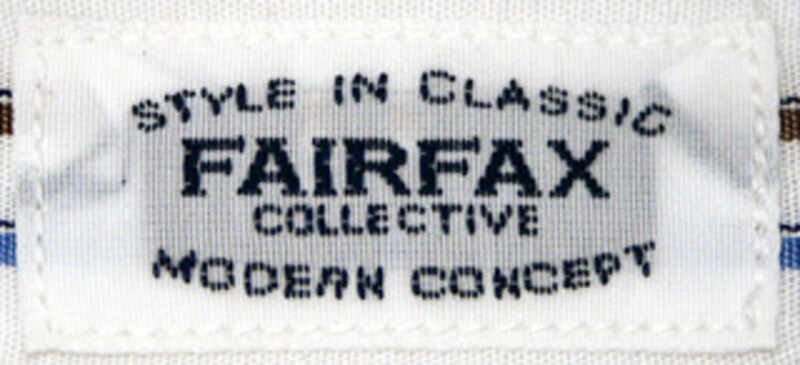 STYLE IN CLASSIC
FAIRFAX
COLLECTIVE
MODERN CONCEPT